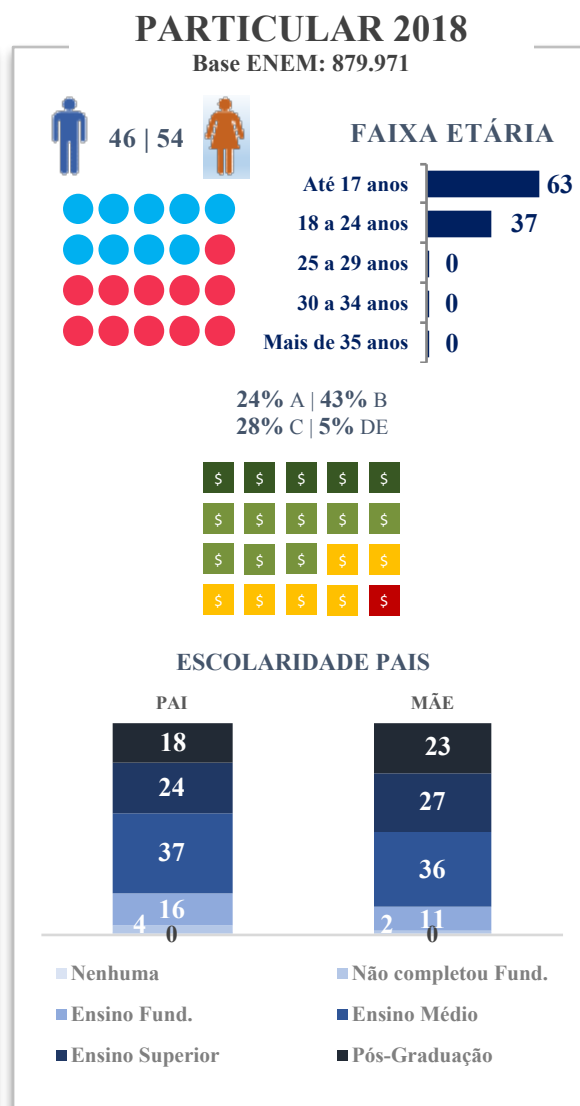 PARTICULAR 2018
Base ENEM: 879.971
46 | 54
FAIXA ETÁRIA
Até 17 anos 63
18 a 24 anos 37
25 a 29 anos 0
30 a 34 anos 0
Mais de 35 anos 0
24% A | 43% B
28% C | 5% DE
$ $ $ $ $
$ $ $ $ $
$ $ $ $ $
$ $ $ $ $
ESCOLARIDADE PAIS
PAI MÃE
18 23
24 27
37 36
16 11
4 2
0 0
Nenhuma Não completou Fund.
Ensino Fund. Ensino Médio
Ensino Superior Pós-Graduação